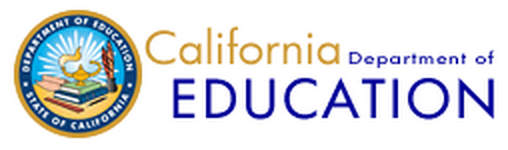 DEPARTMENT OF EDUCATION
STATE OF CALIFORNIA
California Department of
EDUCATION